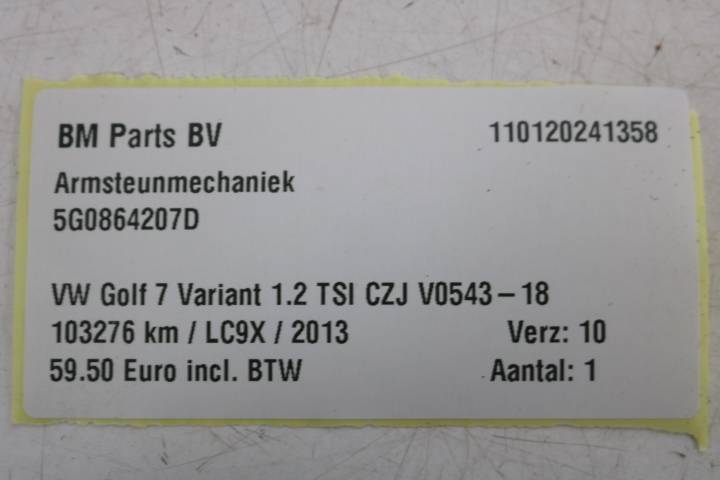 BM Parts BV 110120241358
Armsteunmechaniek
5G0864207D
VW Golf 7 Variant 1.2 TSI CZJ V0543-18
103276 km / LC9X / 2013 Verz: 10
59.50 Euro incl. BTW Aantal: 1